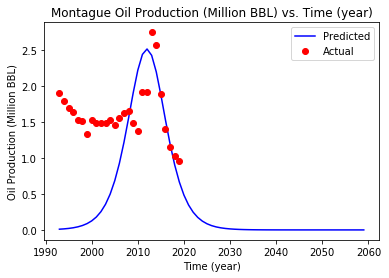 Montague Oil Production (Million BBL) vs. Time (year)
Predicted
Actual
Oil Production (Million BBL)
2.5
2.0
1.5
1.0
0.5
0.0
1990 2000 2010 2020 2030 2040 2050 2060
Time (year)